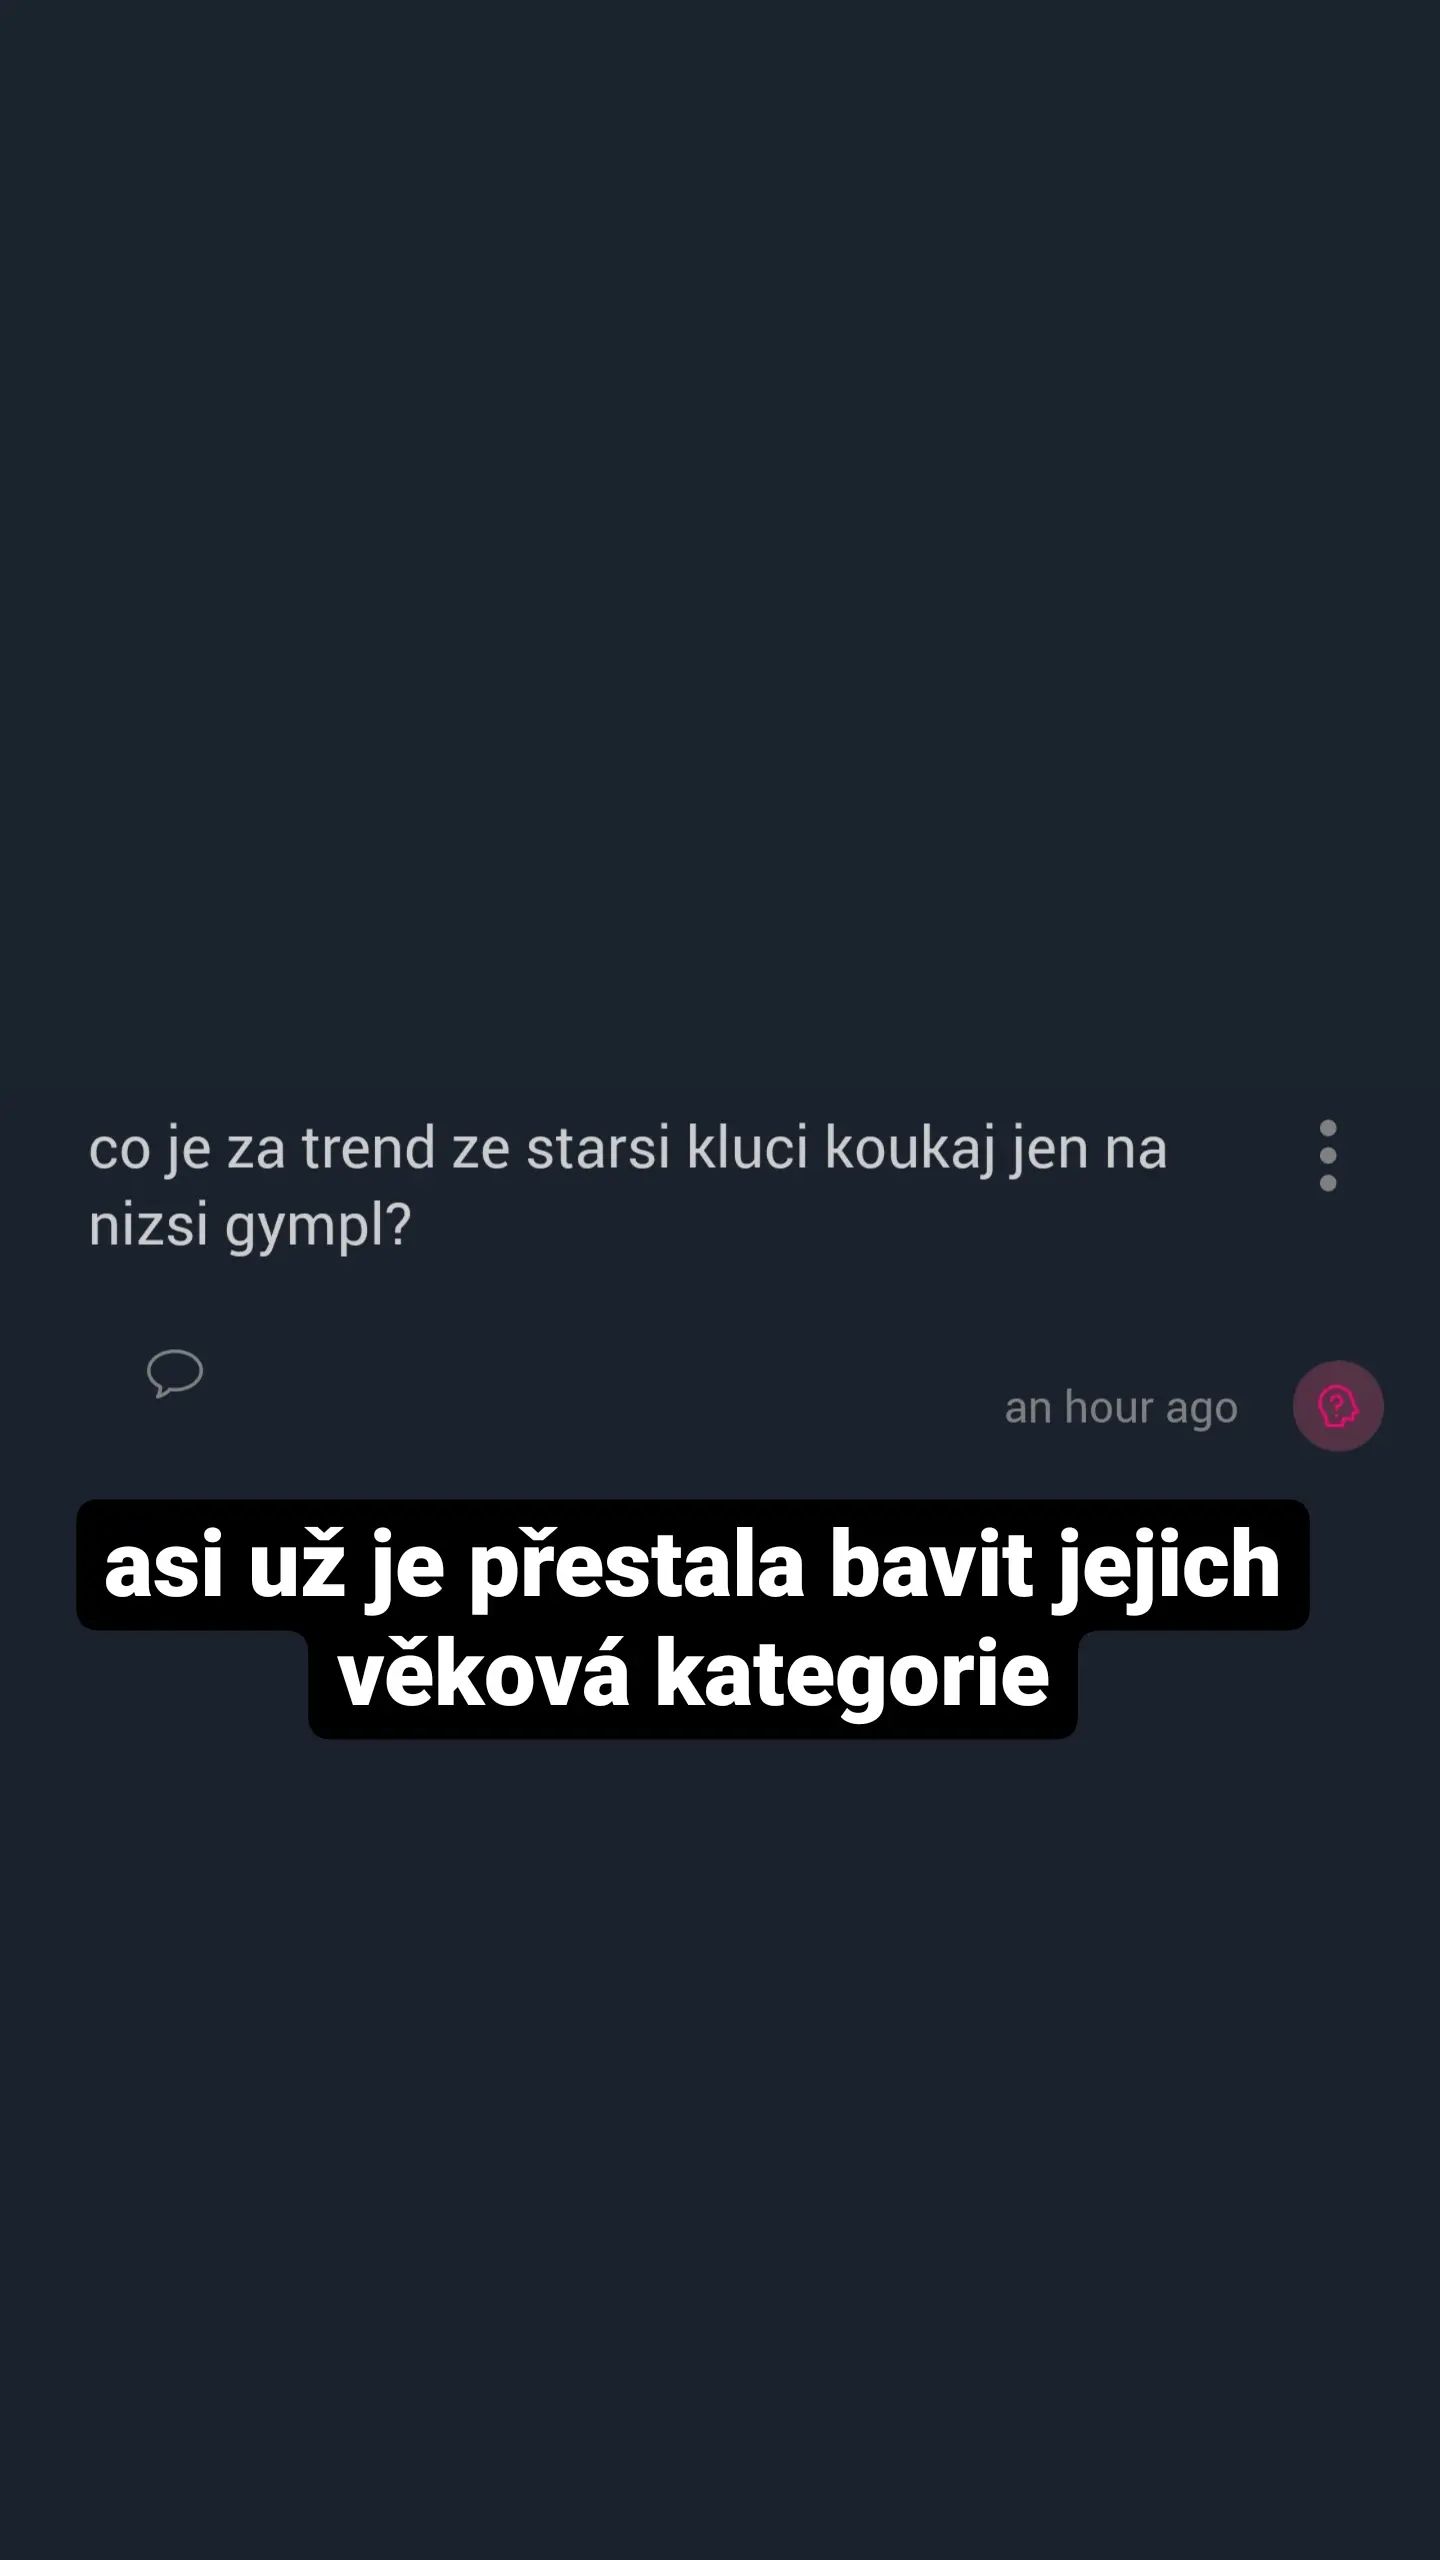 co je za trend ze starsi kluci koukaj jen na
nizsi gympl?
an hour ago
asi už je přestala bavit jejich
věková kategorie